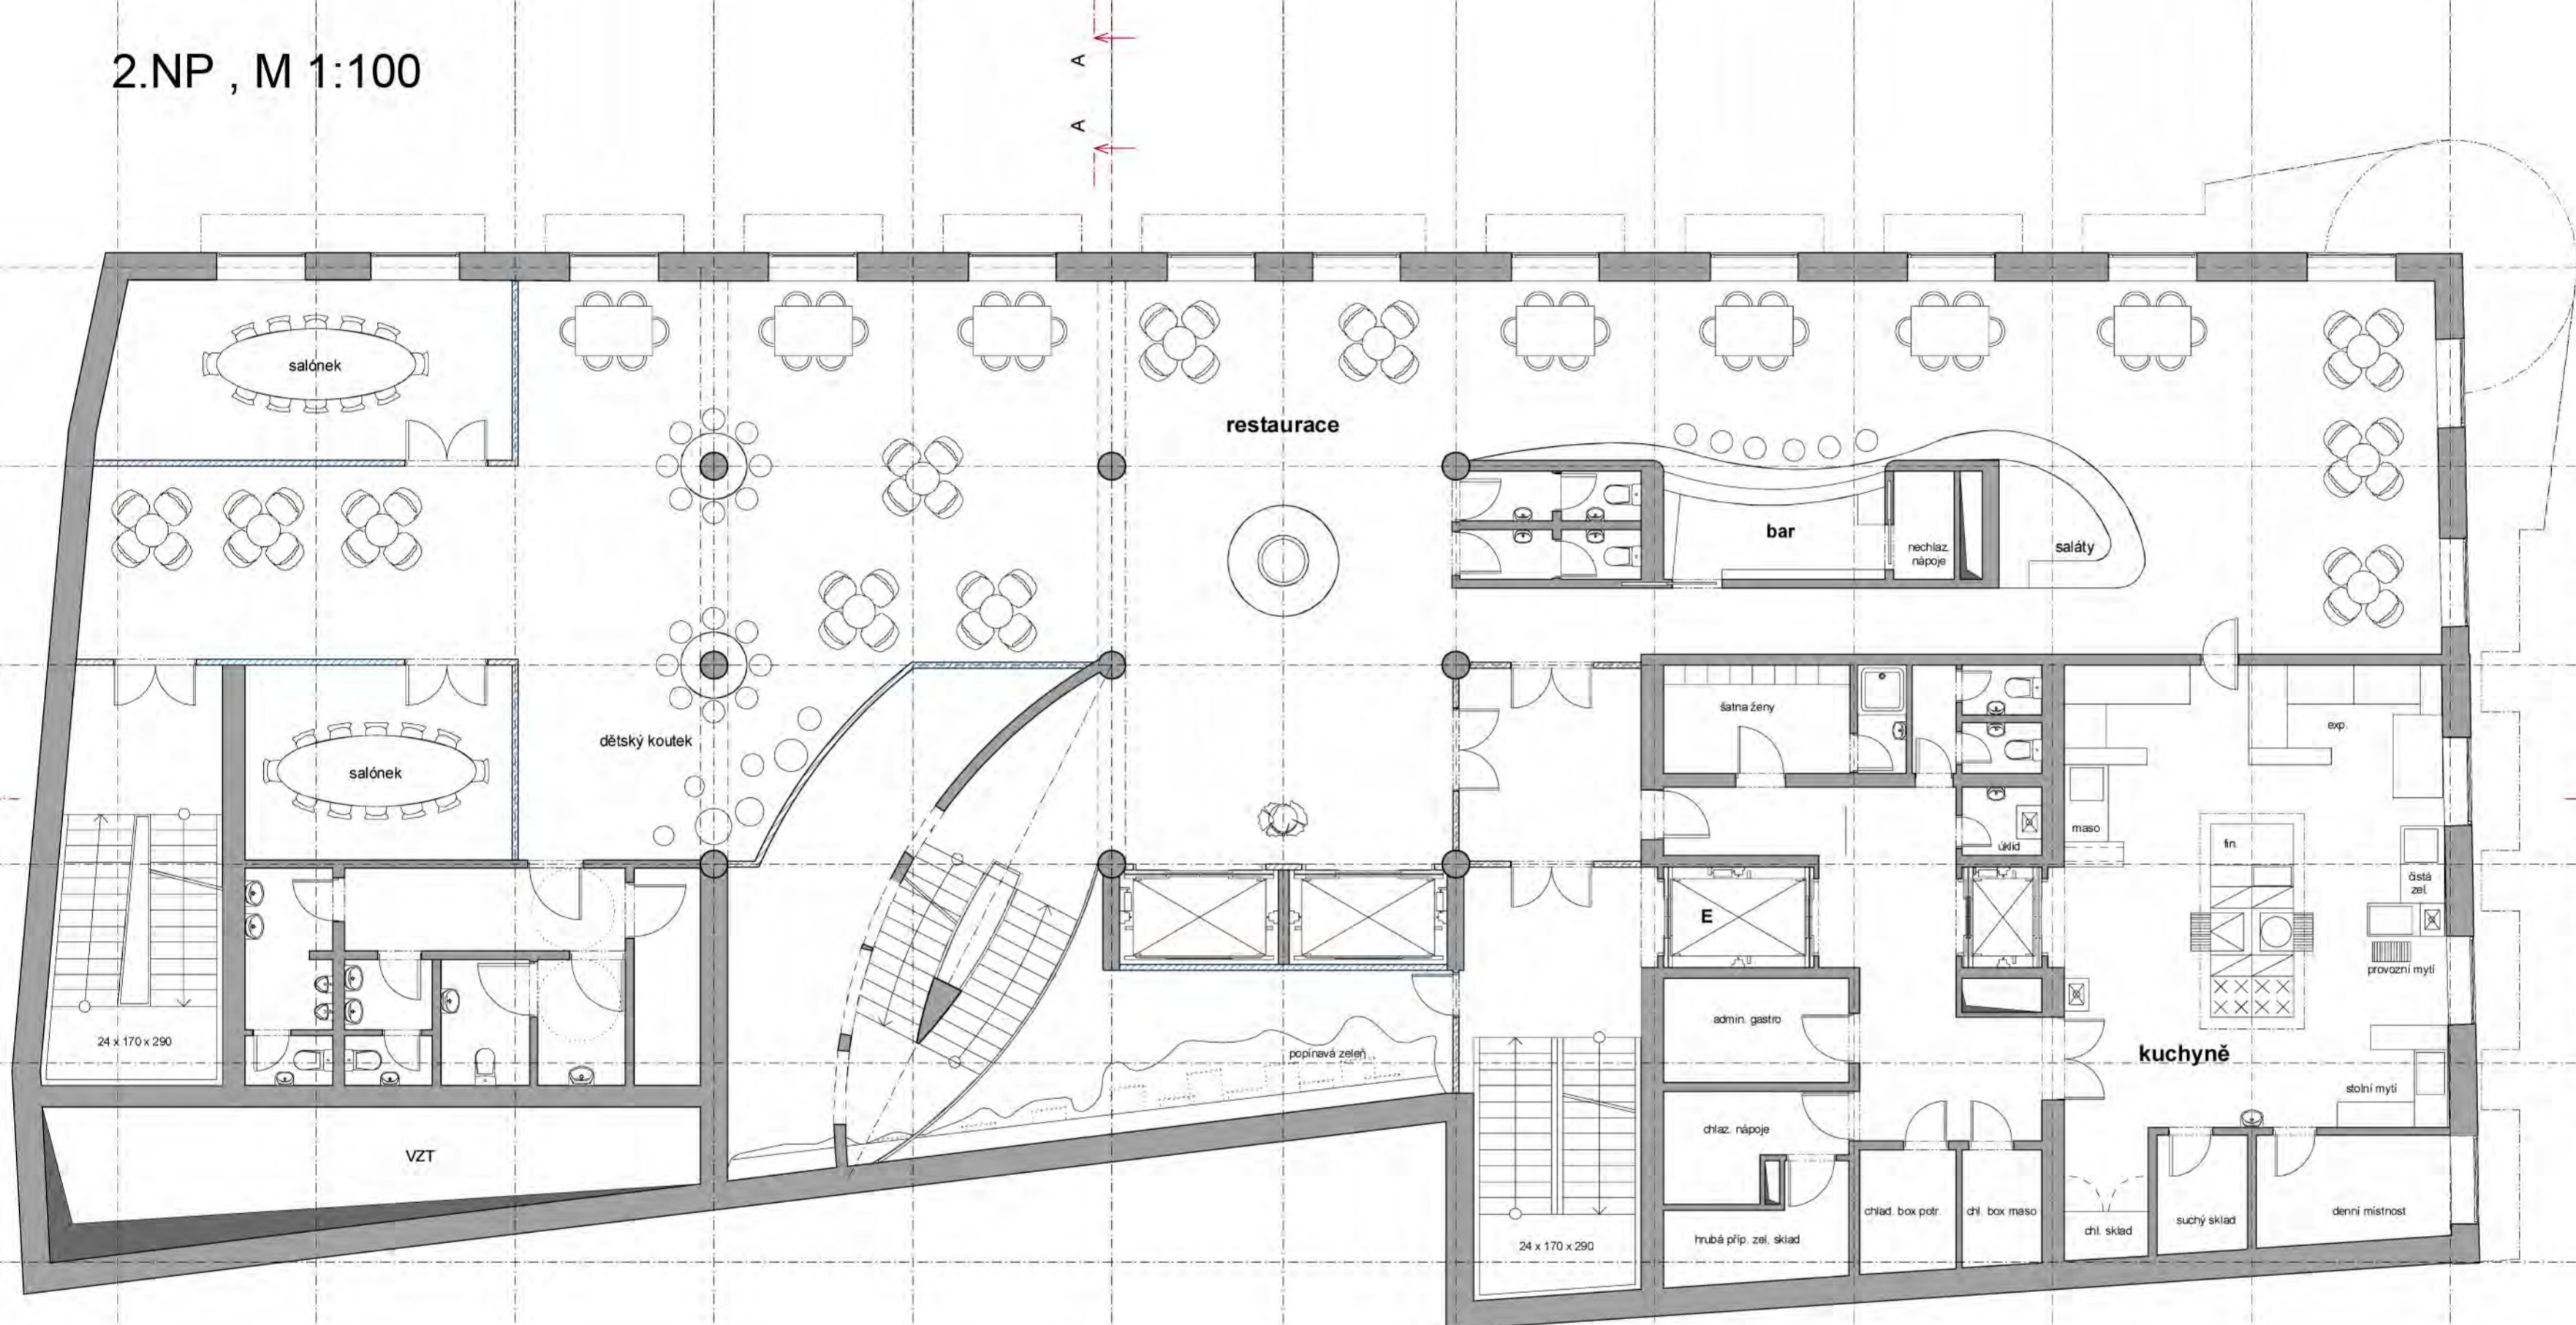 2.NP , M 1:100
A
A
salónek
restaurace
bar
nechlaz.
nápoje
saláty
šatna ženy
exp.
dětský koutek
salónek
maso
úklid
fin.
čistá
zel.
E
provozní mytí
admin. gastro
24 x 170 x 290
popínavá zeleň
kuchyně
stolní mytí
chlaz. nápoje
VZT
chlad. box potr.
chl. box maso
suchý sklad
denní místnost
chl. sklad
hrubá příp. zel. sklad
24 x 170 x 290